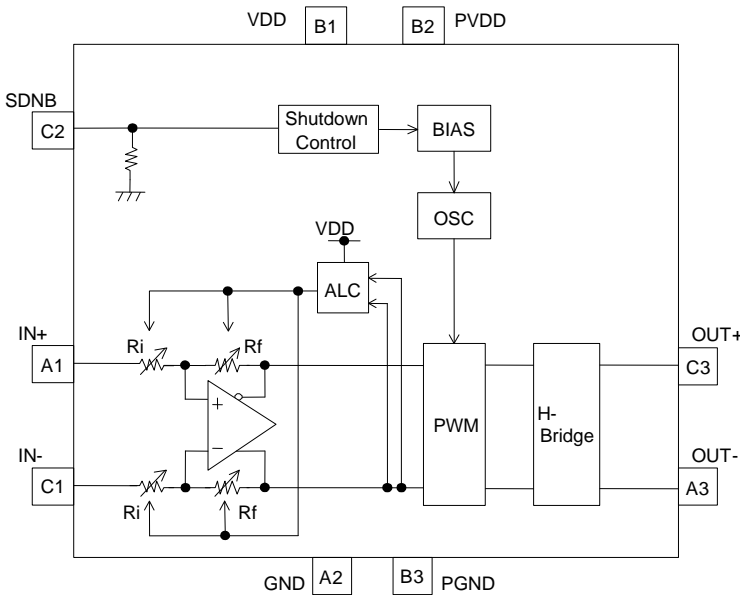 VDD B1 B2 PVDD
SDNB
C2
Shutdown
Control
BIAS
OSC
VDD
ALC
IN+
A1
Ri
Rf
+
PWM
H-
Bridge
OUT+
C3
IN-
C1
−
Ri
Rf
OUT-
A3
GND A2 B3 PGND